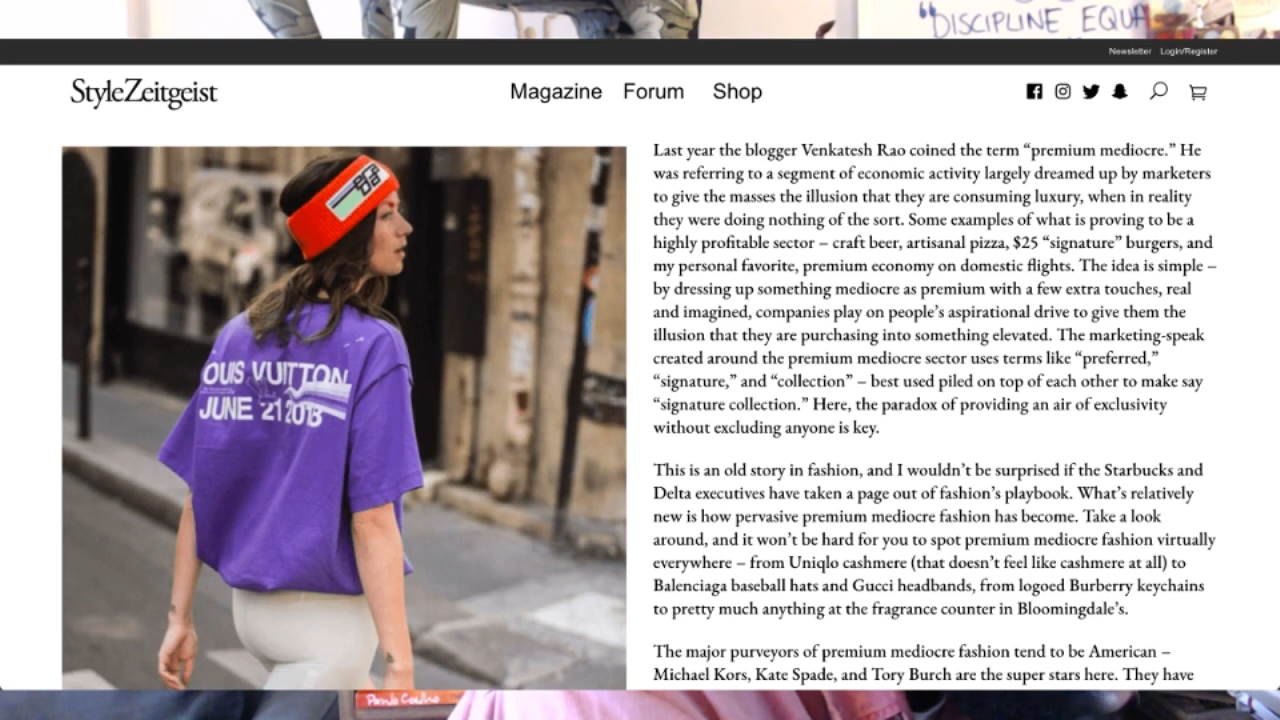 “DISCIPLINE EQUA
Newsletter Login/Register
StyleZeitgeist
Magazine Forum Shop
Last year the blogger Venkatesh Rao coined the term “premium mediocre.” He
was referring to a segment of economic activity largely dreamed up by marketers
to give the masses the illusion that they are consuming luxury, when in reality
they were doing nothing of the sort. Some examples of what is proving to be a
highly profitable sector – craft beer, artisanal pizza, $25 “signature” burgers, and
my personal favorite, premium economy on domestic flights. The idea is simple –
by dressing up something mediocre as premium with a few extra touches, real
and imagined, companies play on people’s aspirational drive to give them the
illusion that they are purchasing into something elevated. The marketing-speak
created around the premium mediocre sector uses terms like “preferred,”
“signature,” and “collection” – best used piled on top of each other to make say
“signature collection.” Here, the paradox of providing an air of exclusivity
without excluding anyone is key.
This is an old story in fashion, and I wouldn’t be surprised if the Starbucks and
Delta executives have taken a page out of fashion’s playbook. What’s relatively
new is how pervasive premium mediocre fashion has become. Take a look
around, and it won’t be hard for you to spot premium mediocre fashion virtually
everywhere – from Uniqlo cashmere (that doesn’t feel like cashmere at all) to
Balenciaga baseball hats and Gucci headbands, from logoed Burberry keychains
to pretty much anything at the fragrance counter in Bloomingdale’s.
The major purveyors of premium mediocre fashion tend to be American –
Michael Kors, Kate Spade, and Tory Burch are the super stars here. They have
OUIS VUITTON
JUNE 21 2018
Paulo Coelho